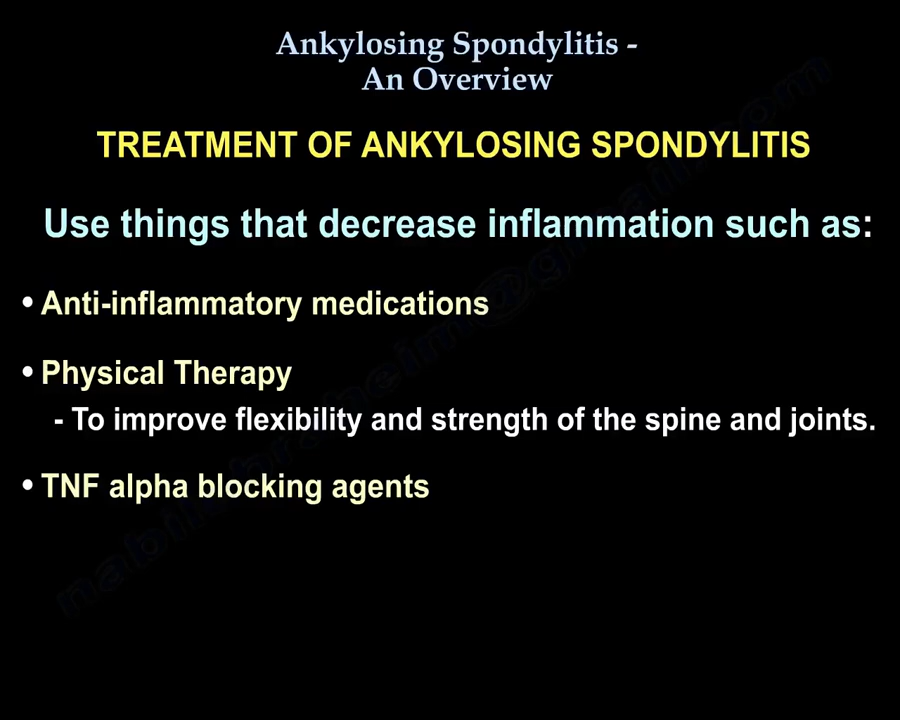 Ankylosing Spondylitis -
An Overview
TREATMENT OF ANKYLOSING SPONDYLITIS
Use things that decrease inflammation such as:
• Anti-inflammatory medications
• Physical Therapy
- To improve flexibility and strength of the spine and joints.
• TNF alpha blocking agents